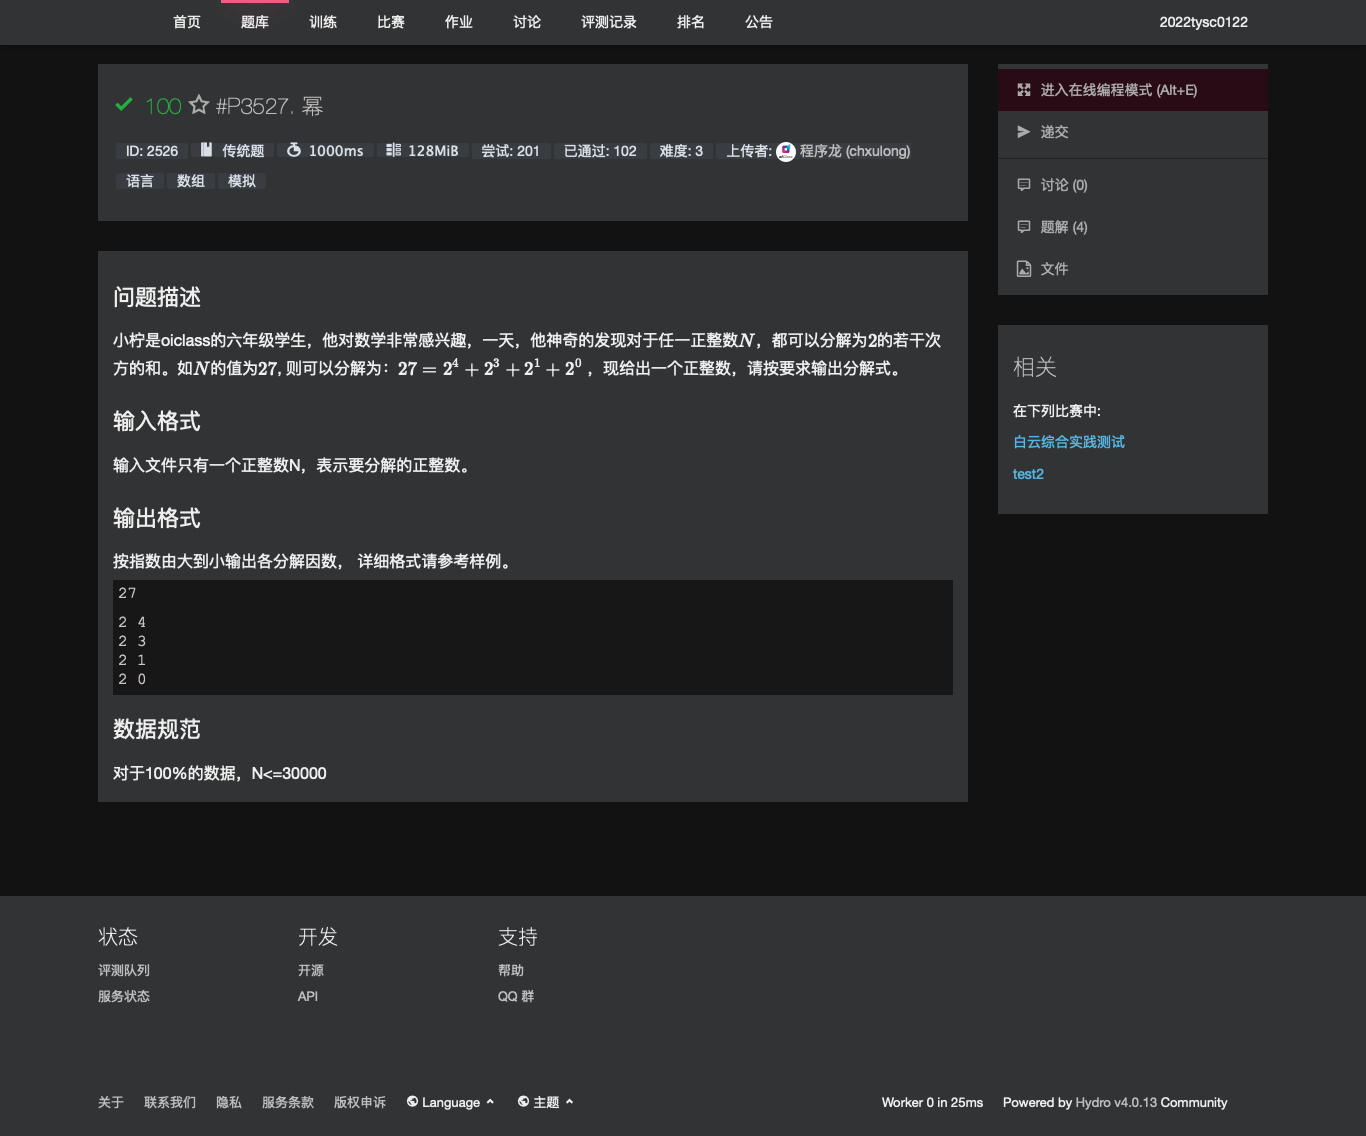 首页 题库 训练 比赛 作业 讨论 评测记录 排名 公告 2022tysc0122
100 #P3527. 幂
ID: 2526 传统题 1000ms 128MiB 尝试: 201 已通过: 102 难度: 3 上传者: 程序龙 (chxulong)
语言 数组 模拟
问题描述
小柠是oiclass的六年级学生，他对数学非常感兴趣，一天，他神奇的发现对于任一正整数N，都可以分解为2的若干次
方的和。如N的值为27, 则可以分解为：27 = 2^4 + 2^3 + 2^1 + 2^0 ，现给出一个正整数，请按要求输出分解式。
输入格式
输入文件只有一个正整数N，表示要分解的正整数。
输出格式
按指数由大到小输出各分解因数， 详细格式请参考样例。
27
2 4
2 3
2 1
2 0
数据规范
对于100%的数据，N<=30000
进入在线编程模式 (Alt+E)
递交
讨论 (0)
题解 (4)
文件
相关
在下列比赛中:
白云综合实践测试
test2
状态 开发 支持
评测队列 开源 帮助
服务状态 API QQ 群
关于 联系我们 隐私 服务条款 版权申诉 Language 主题 Worker 0 in 25ms Powered by Hydro v4.0.13 Community